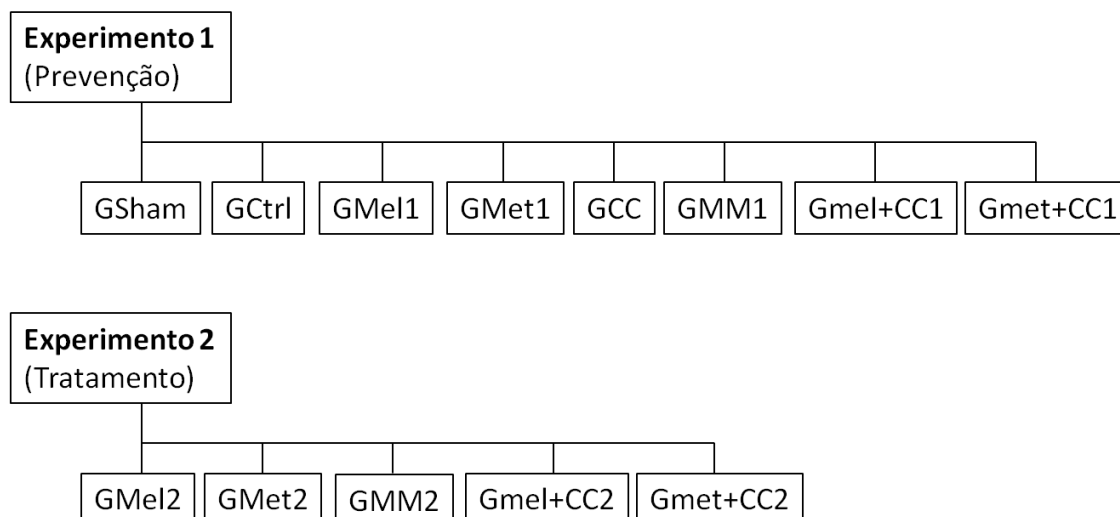 Experimento 1
(Prevenção)
GSham GCtrl GMel1 GMet1 GCC GMM1 Gmel+CC1 Gmet+CC1
Experimento 2
(Tratamento)
GMel2 GMet2 GMM2 Gmel+CC2 Gmet+CC2